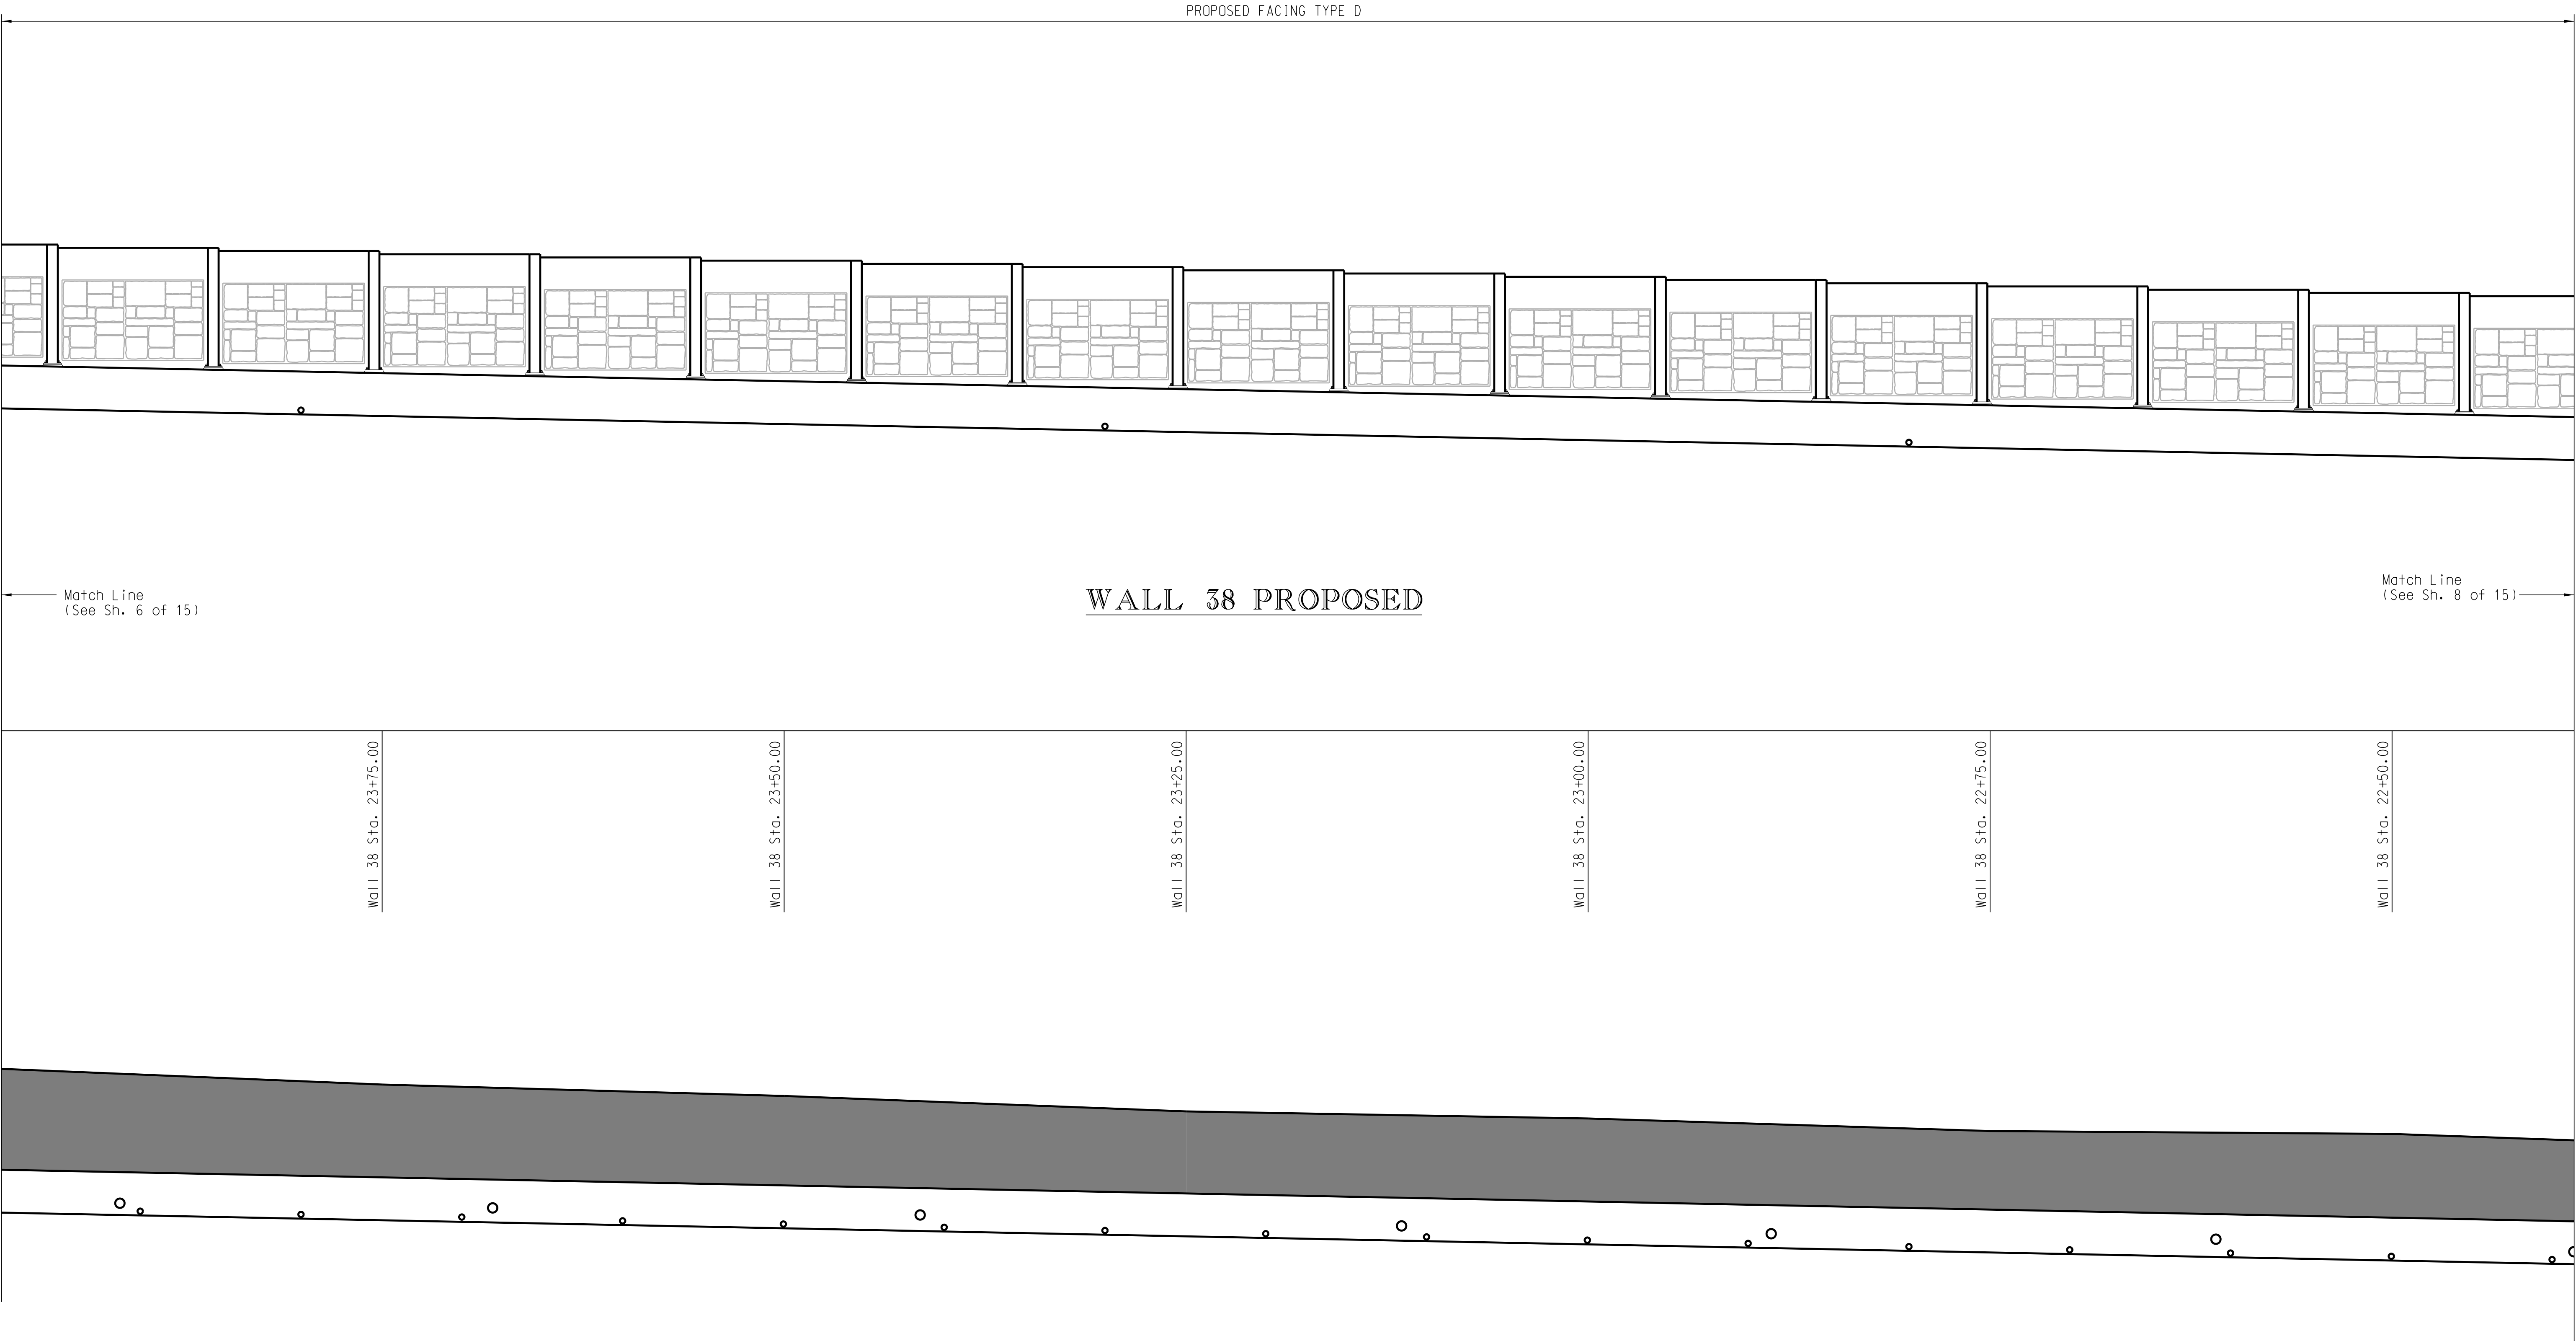 PROPOSED FACING TYPE D
Match Line
(See Sh. 6 of 15)
WALL 38 PROPOSED
Match Line
(See Sh. 8 of 15)
Wall 38 Sta. 23+75.00
Wall 38 Sta. 23+50.00
Wall 38 Sta. 23+25.00
Wall 38 Sta. 23+00.00
Wall 38 Sta. 22+75.00
Wall 38 Sta. 22+50.00